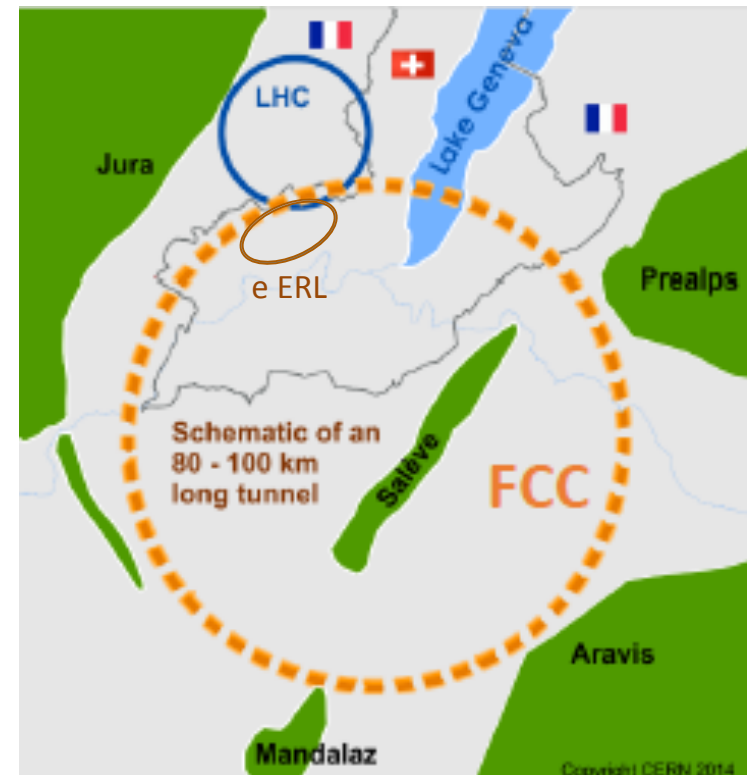 LHC
Lake Geneva
Jura
e ERL
Prealps
Schematic of an
80 - 100 km
long tunnel
Salève
FCC
Aravis
Mandalaz
Copyright CERN 2014